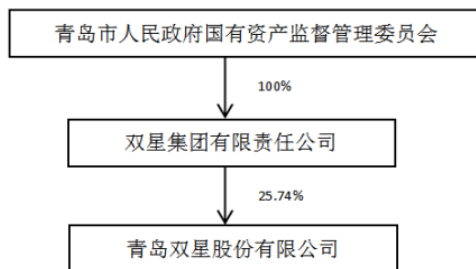 青岛市人民政府国有资产监督管理委员会
100%
双星集团有限责任公司
25.74%
青岛双星股份有限公司